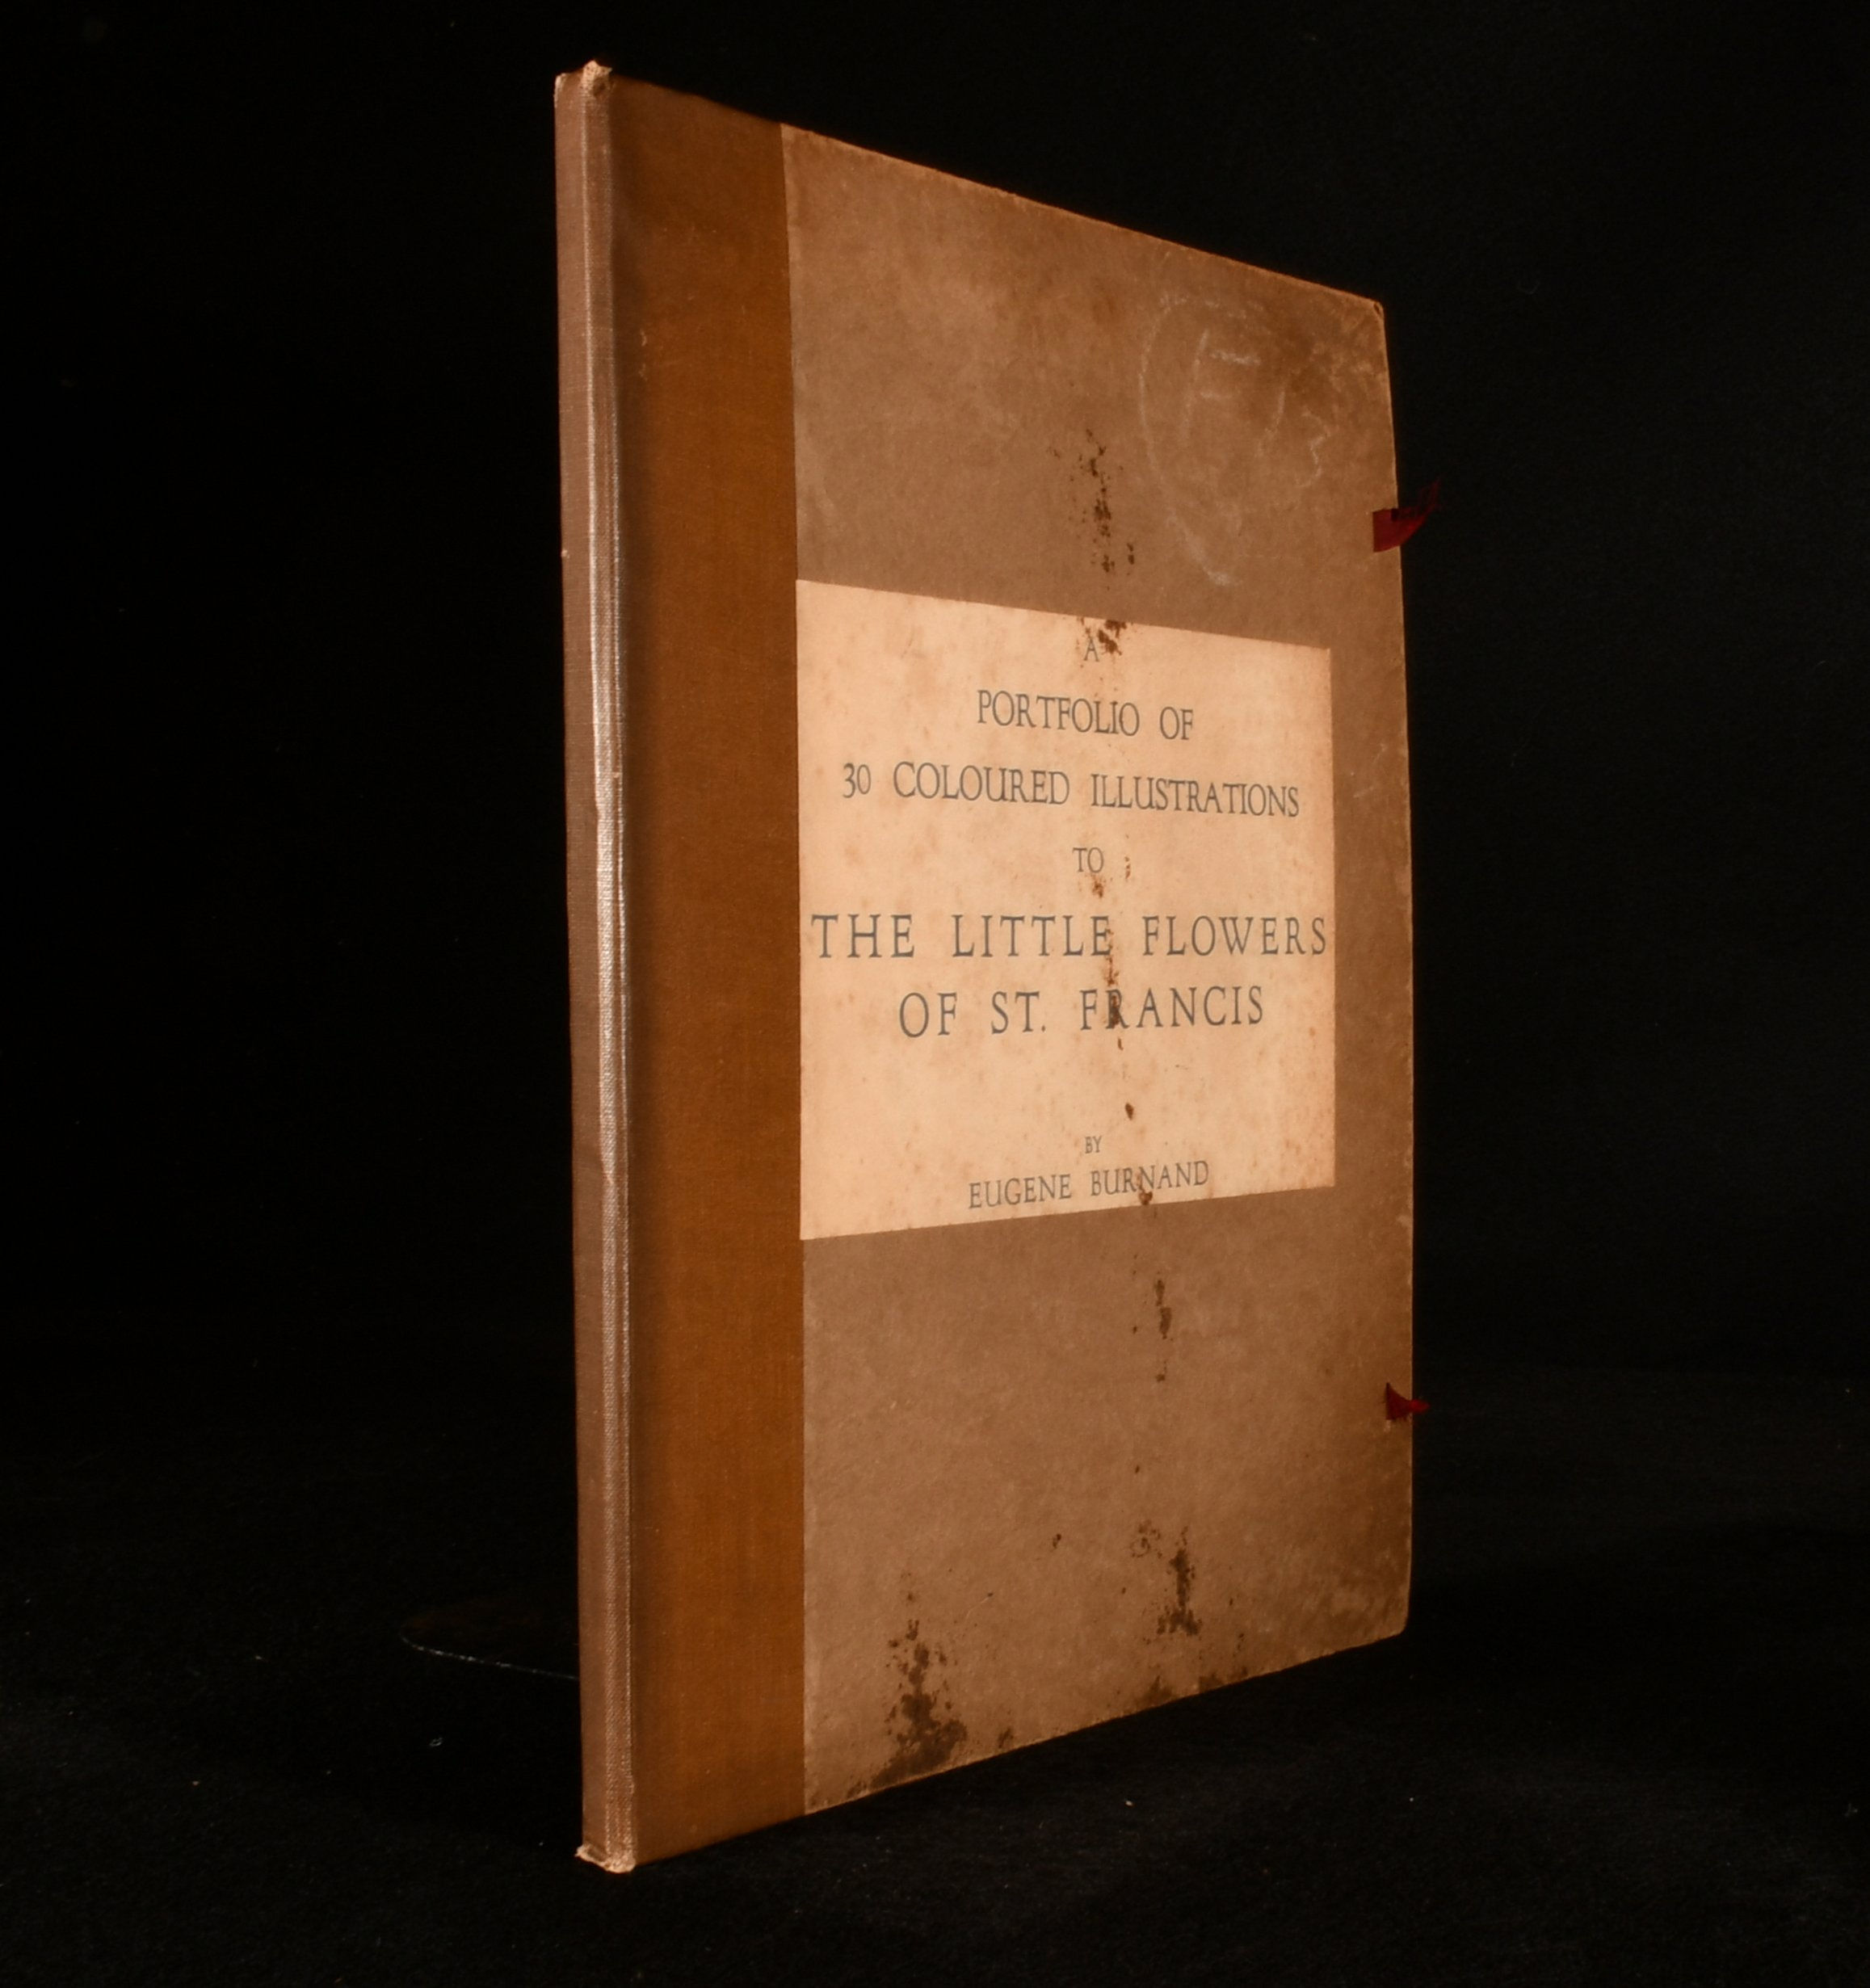 A
PORTFOLIO OF
30 COLOURED ILLUSTRATIONS
TO
THE LITTLE FLOWERS
OF ST. FRANCIS
BY
EUGENE BURNAND